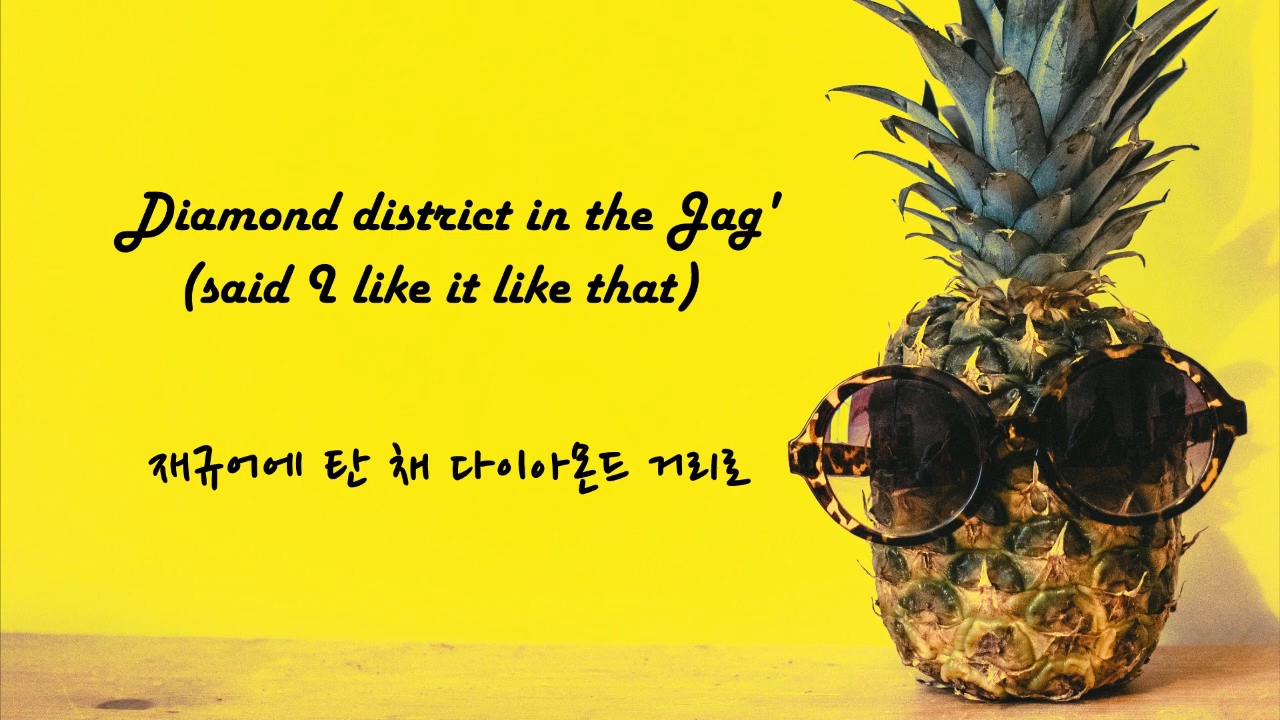 Diamond district in the Jag'
(said I like it like that)
재규어에 탄 채 다이아몬드 거리로